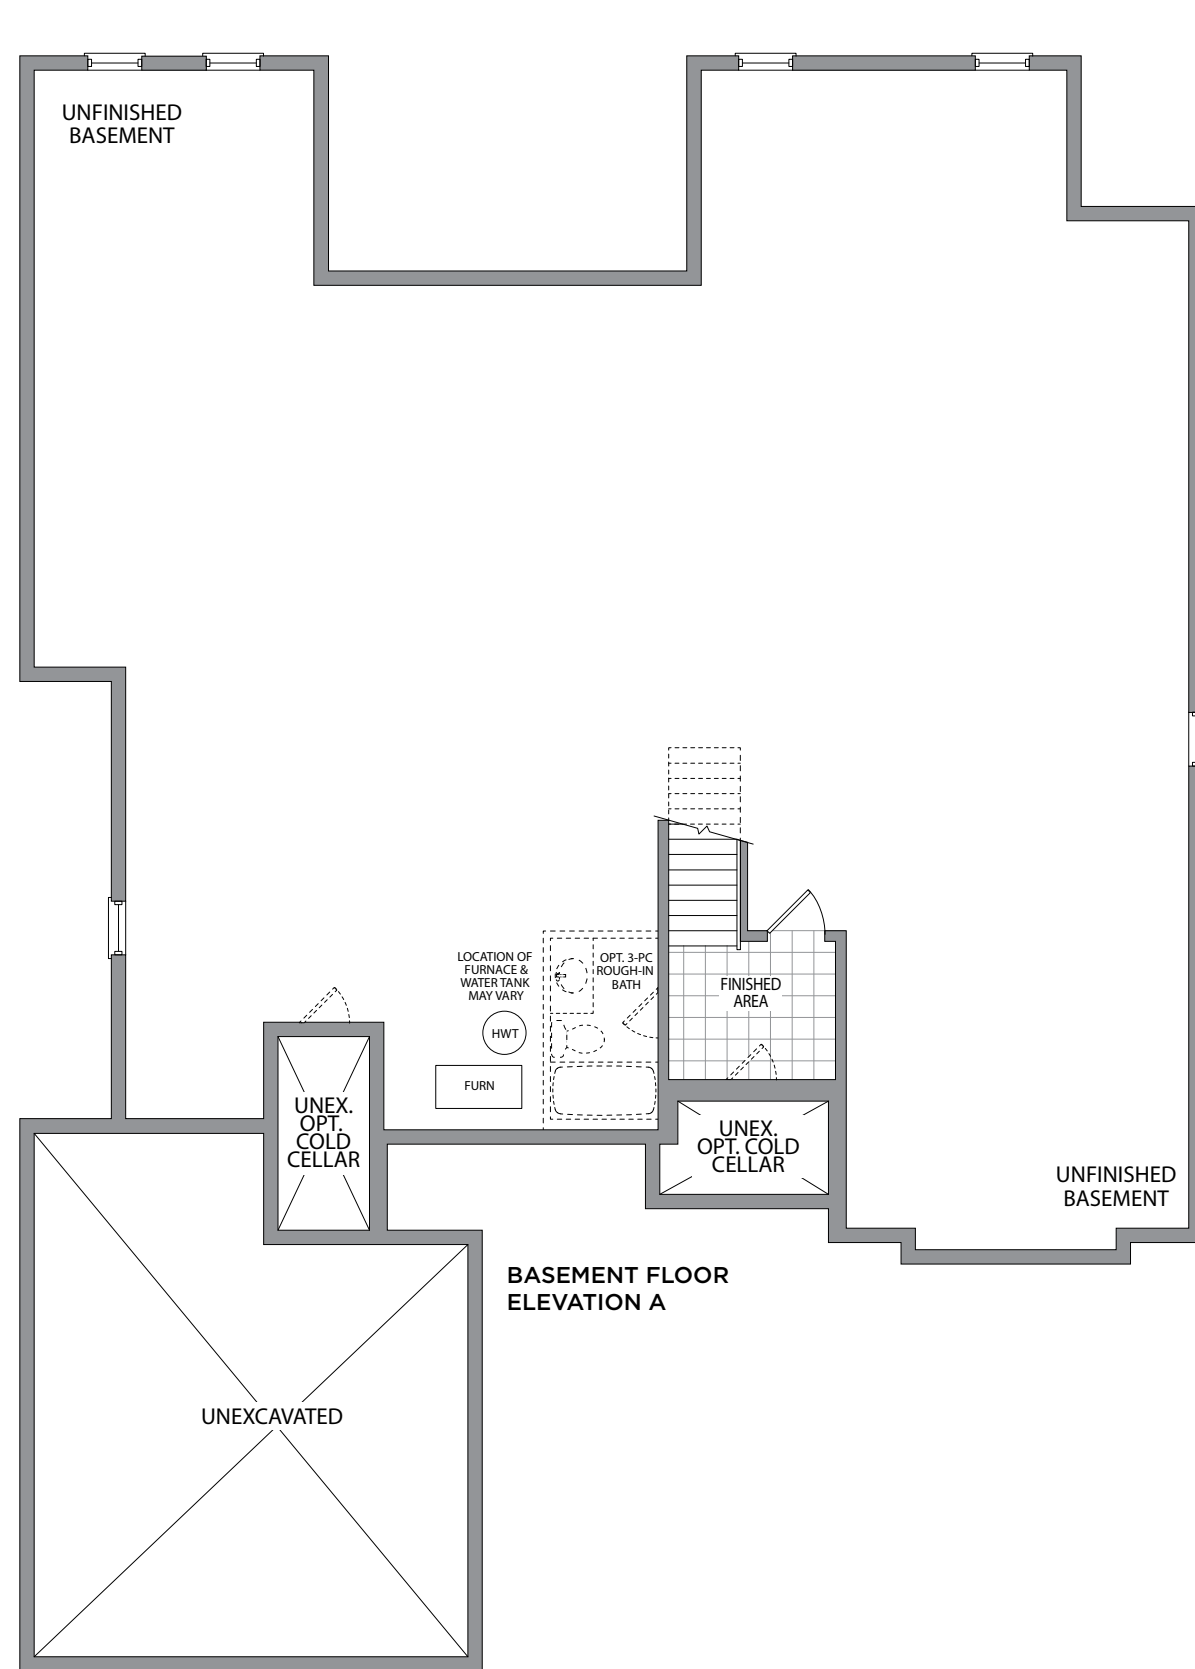 UNFINISHED
BASEMENT
LOCATION OF
FURNACE &
WATER TANK
MAY VARY
OPT. 3-PC
ROUGH-IN
BATH
FINISHED
AREA
HWT
FURN
UNEX.
OPT.
COLD
CELLAR
UNEX.
OPT. COLD
CELLAR
UNFINISHED
BASEMENT
BASEMENT FLOOR
ELEVATION A
UNEXCAVATED